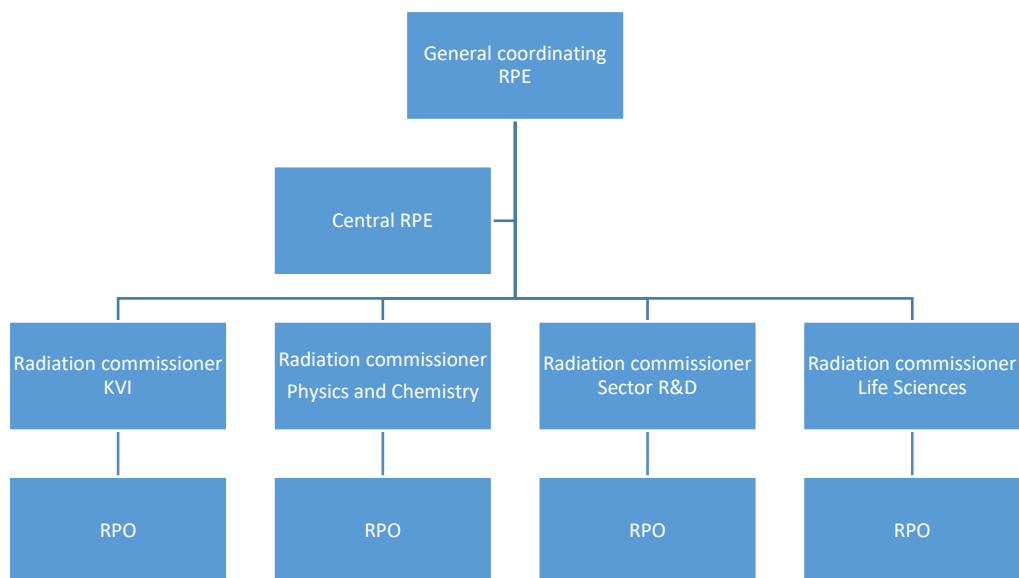 General coordinating
RPE
Central RPE
Radiation commissioner
KVI
Radiation commissioner
Physics and Chemistry
Radiation commissioner
Sector R&D
Radiation commissioner
Life Sciences
RPO
RPO
RPO
RPO